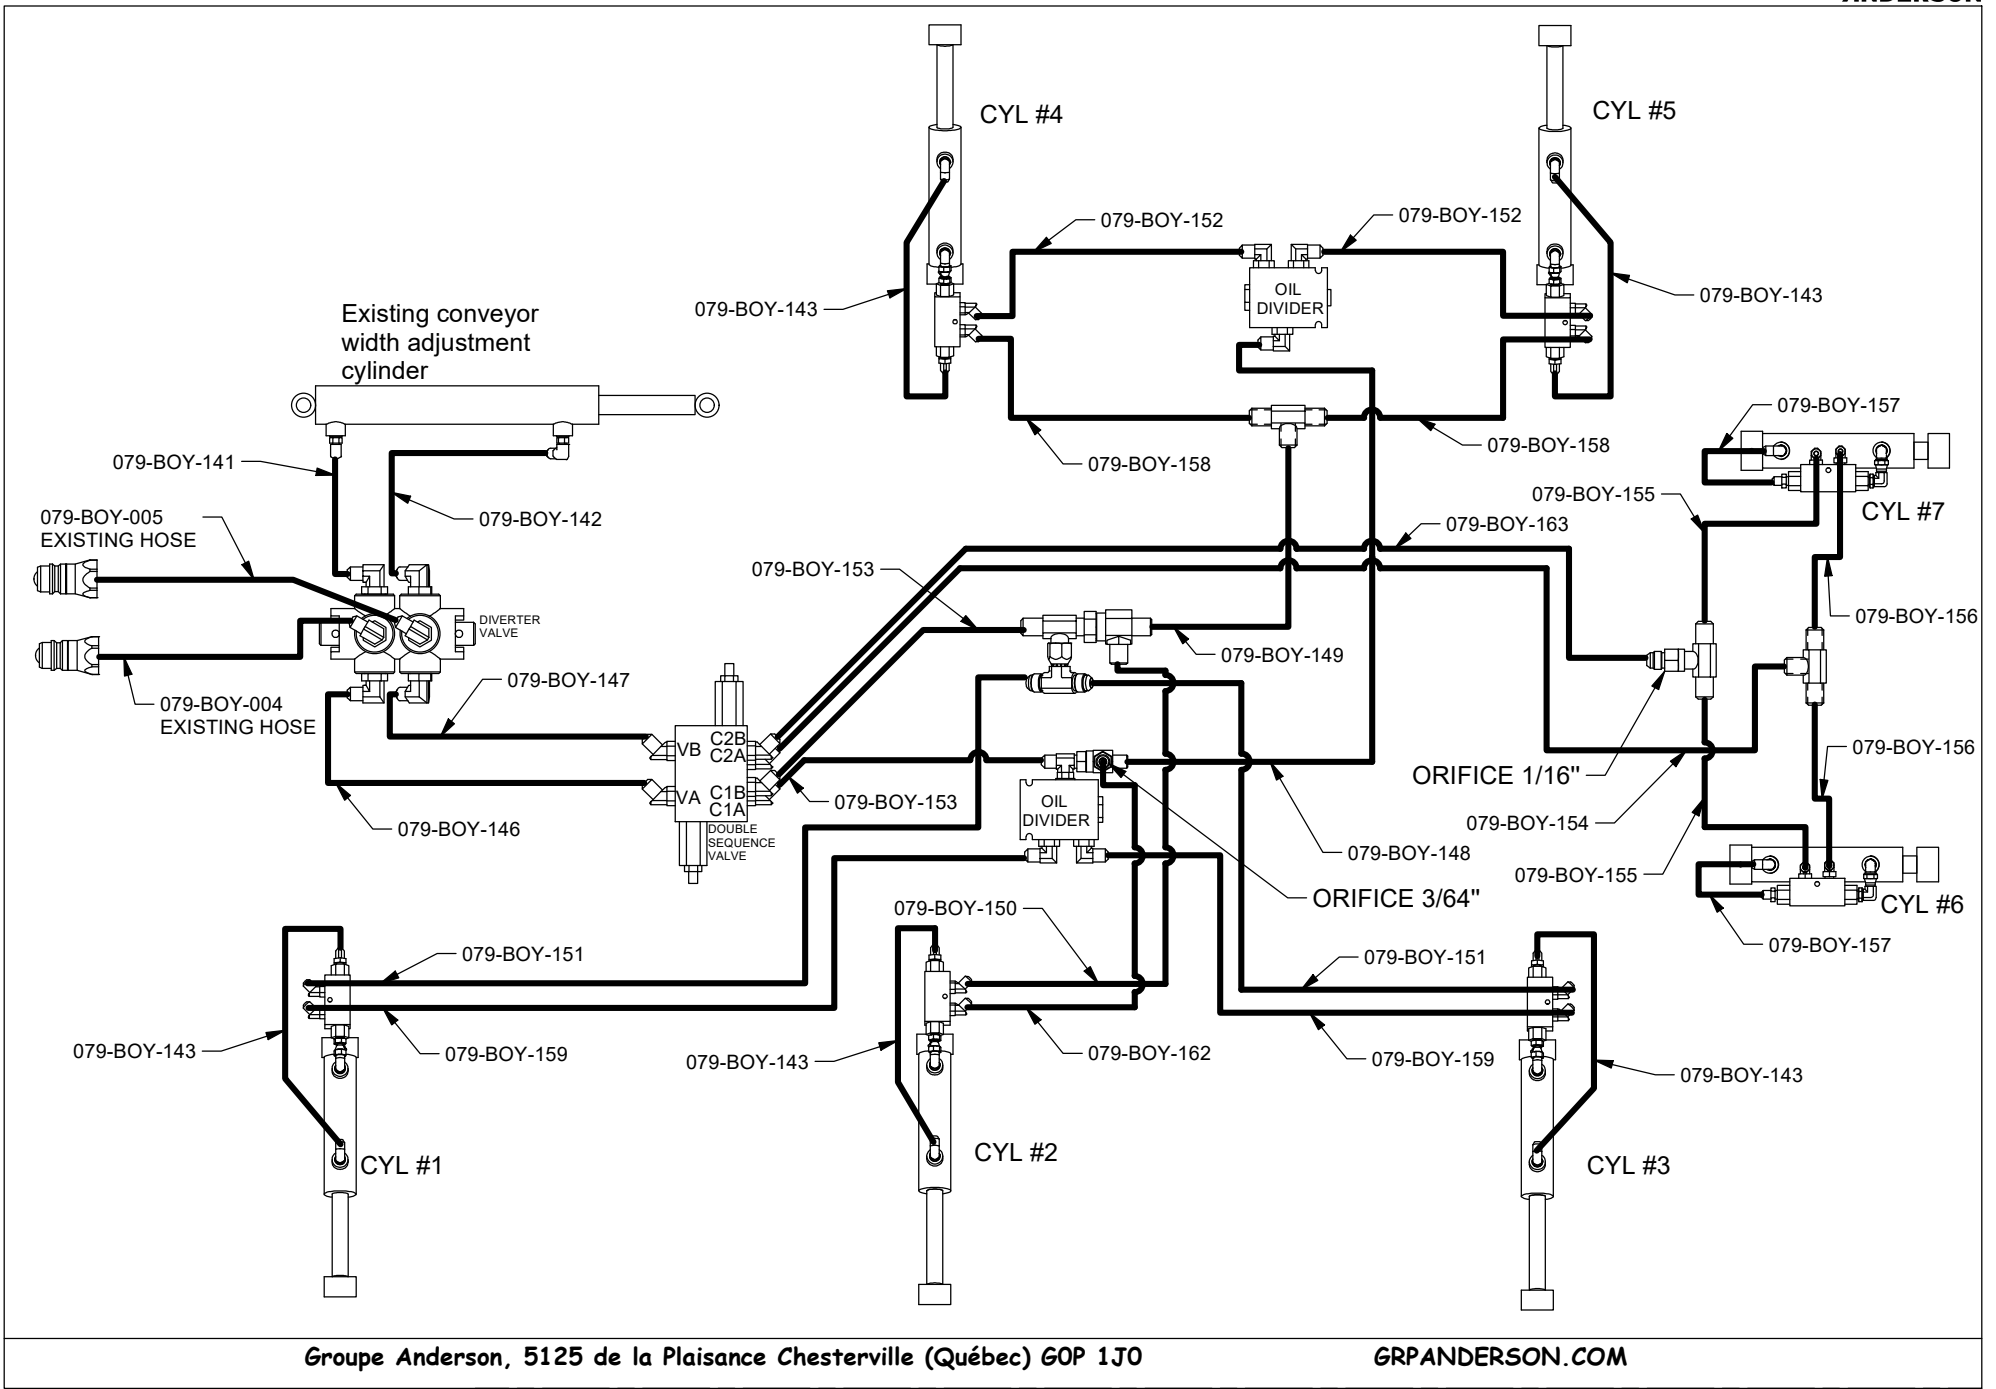 ANDERSON
CYL #4
CYL #5
079-BOY-152
079-BOY-152
OIL
DIVIDER
079-BOY-143
079-BOY-143
Existing conveyor
width adjustment
cylinder
079-BOY-157
079-BOY-158
079-BOY-158
079-BOY-141
079-BOY-155
CYL #7
079-BOY-142
079-BOY-005
EXISTING HOSE
079-BOY-163
079-BOY-153
DIVERTER
VALVE
079-BOY-156
079-BOY-149
079-BOY-147
079-BOY-004
EXISTING HOSE
VB
C2B
C2A
VA
C1B
C1A
DOUBLE
SEQUENCE
VALVE
079-BOY-153
OIL
DIVIDER
079-BOY-146
ORIFICE 1/16"
079-BOY-156
079-BOY-154
079-BOY-148
079-BOY-155
ORIFICE 3/64"
CYL #6
079-BOY-150
079-BOY-157
079-BOY-151
079-BOY-151
079-BOY-143
079-BOY-159
079-BOY-143
079-BOY-162
079-BOY-159
079-BOY-143
CYL #1
CYL #2
CYL #3
Groupe Anderson, 5125 de la Plaisance Chesterville (Québec) G0P 1J0
GRPANDERSON.COM